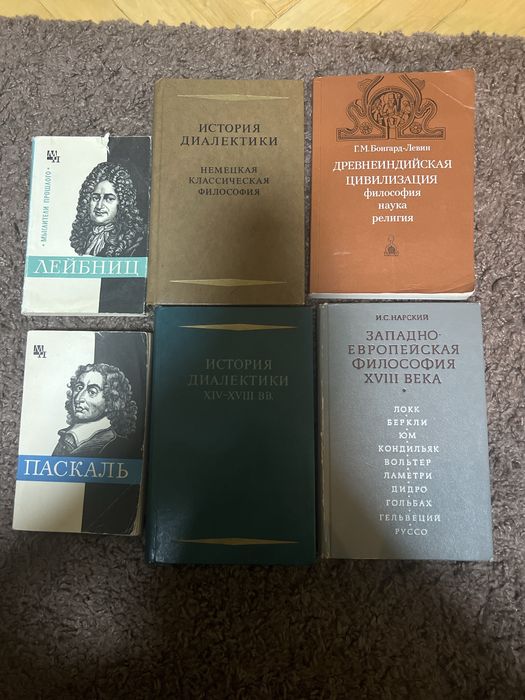 МЫСЛИТЕЛИ ПРОШЛОГО
ЛЕЙБНИЦ
ИСТОРИЯ
ДИАЛЕКТИКИ
НЕМЕЦКАЯ
КЛАССИЧЕСКАЯ
ФИЛОСОФИЯ
Г.М. Бонгард-Левин
ДРЕВНЕИНДИЙСКАЯ
ЦИВИЛИЗАЦИЯ
философия
наука
религия
ПАСКАЛЬ
ИСТОРИЯ
ДИАЛЕКТИКИ
XIV–XVIII ВВ.
И.С. НАРСКИЙ
ЗАПАДНО-
ЕВРОПЕЙСКАЯ
ФИЛОСОФИЯ
XVIII ВЕКА
ЛОКК
БЕРКЛИ
ЮМ
КОНДИЛЬЯК
ВОЛЬТЕР
ЛАМЕТРИ
ДИДРО
ГОЛЬБАХ
ГЕЛЬВЕЦИЙ
РУССО